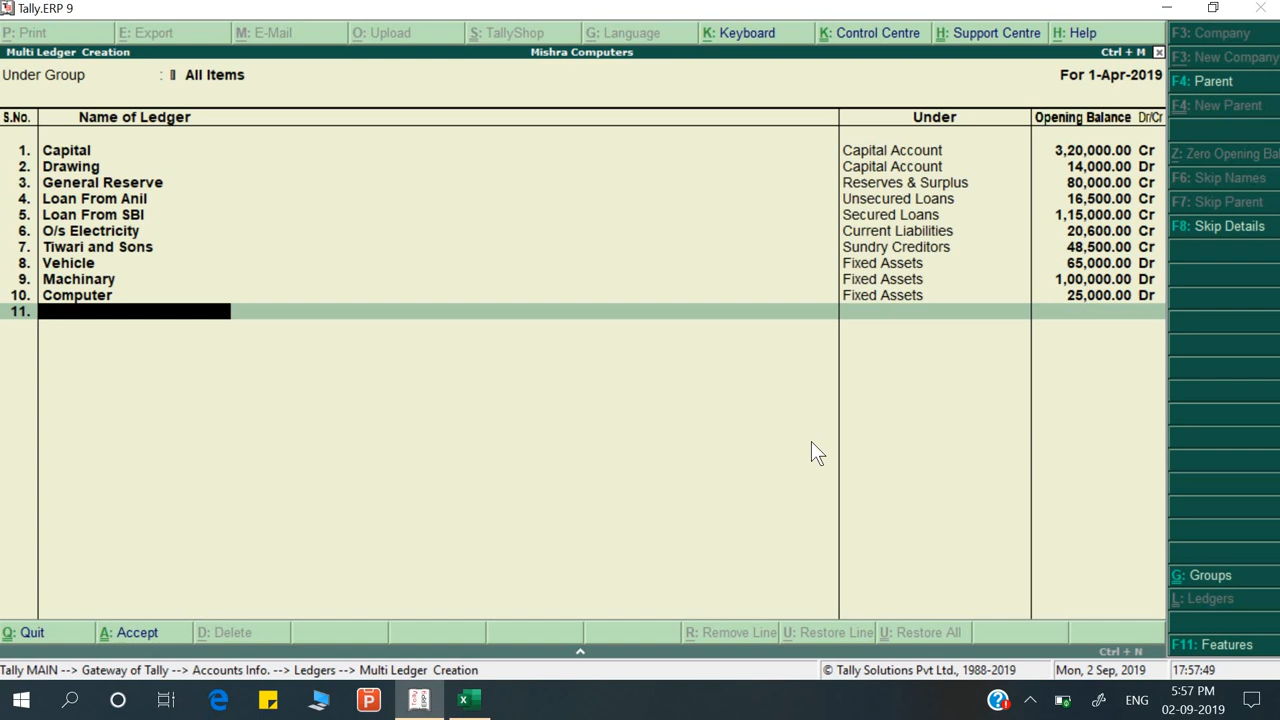 Tally.ERP 9
P: Print E: Export M: E-Mail O: Upload S: TallyShop G: Language K: Keyboard K: Control Centre H: Support Centre H: Help
Multi Ledger Creation Mishra Computers Ctrl + M
Under Group : All Items For 1-Apr-2019
S.No. Name of Ledger Under Opening Balance Dr/Cr
1. Capital Capital Account 3,20,000.00 Cr
2. Drawing Capital Account 14,000.00 Dr
3. General Reserve Reserves & Surplus 80,000.00 Cr
4. Loan From Anil Unsecured Loans 16,500.00 Cr
5. Loan From SBI Secured Loans 1,15,000.00 Cr
6. O/s Electricity Current Liabilities 20,600.00 Cr
7. Tiwari and Sons Sundry Creditors 48,500.00 Cr
8. Vehicle Fixed Assets 65,000.00 Dr
9. Machinary Fixed Assets 1,00,000.00 Dr
10. Computer Fixed Assets 25,000.00 Dr
11.
F3: Company
F3: New Company
F4: Parent
F4: New Parent
Z: Zero Opening Ba
F6: Skip Names
F7: Skip Parent
F8: Skip Details
G: Groups
L: Ledgers
F11: Features
Q: Quit A: Accept D: Delete R: Remove Line U: Restore Line U: Restore All
Ctrl + N
Tally MAIN --> Gateway of Tally --> Accounts Info. --> Ledgers --> Multi Ledger Creation © Tally Solutions Pvt Ltd., 1988-2019 Mon, 2 Sep, 2019 17:57:49
ENG 5:57 PM
02-09-2019